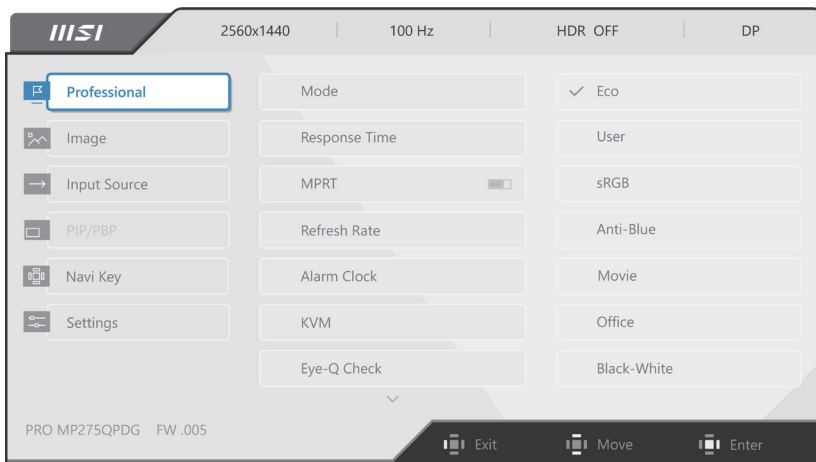 msi 2560x1440 100 Hz HDR OFF DP
Professional Mode Eco
Image Response Time User
Input Source MPRT sRGB
PIP/PBP Refresh Rate Anti-Blue
Navi Key Alarm Clock Movie
Settings KVM Office
Eye-Q Check Black-White
PRO MP275QPDG FW .005
Exit Move Enter